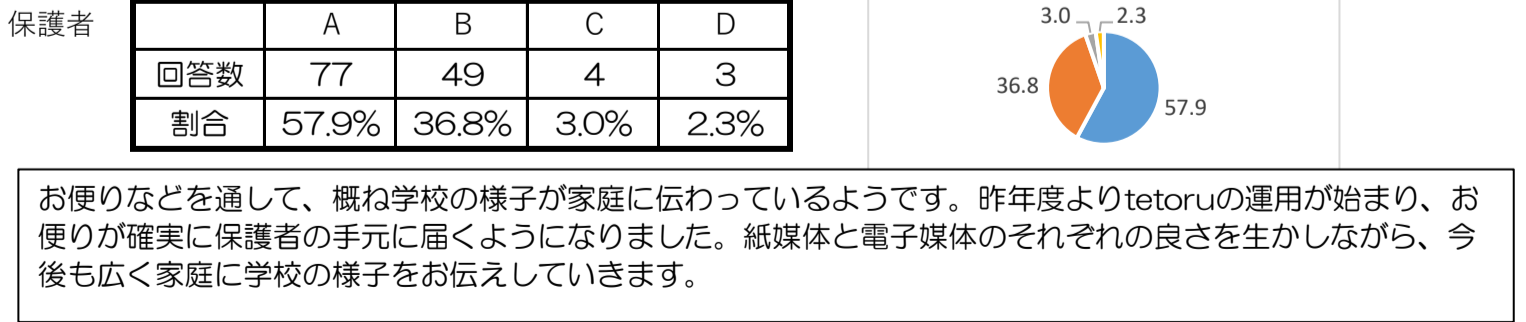 保護者
A B C D
回答数 77 49 4 3
割合 57.9% 36.8% 3.0% 2.3%
3.0 2.3
36.8
57.9
お便りなどを通して、概ね学校の様子が家庭に伝わっているようです。昨年度よりtetoruの運用が始まり、お
便りが確実に保護者の手元に届くようになりました。紙媒体と電子媒体のそれぞれの良さを生かしながら、今
後も広く家庭に学校の様子をお伝えしていきます。